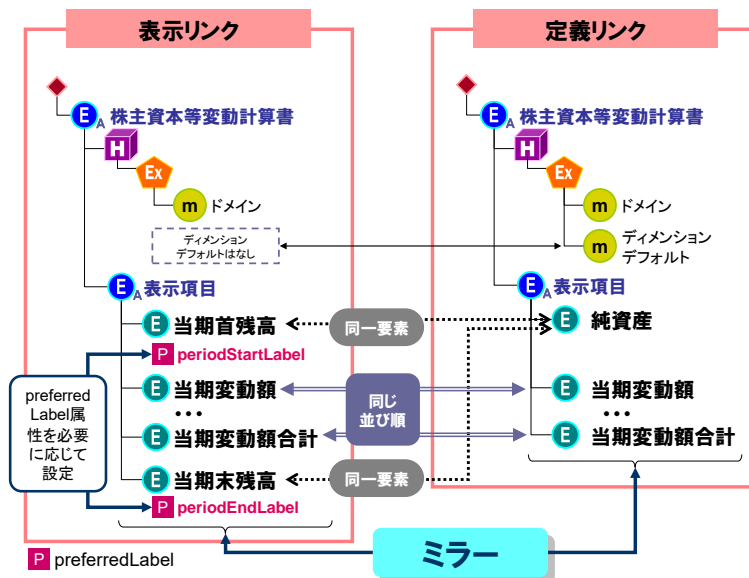 表示リンク
E A 株主資本等変動計算書
H
Ex
m ドメイン
ディメンション
デフォルトはなし
E A 表示項目
E 当期首残高
P periodStartLabel
E 当期変動額
...
E 当期変動額合計
E 当期末残高
P periodEndLabel
preferred
Label属
性を必要
に応じて
設定
P preferredLabel
同一要素
同じ
並び順
同一要素
ミラー
定義リンク
E A 株主資本等変動計算書
H
Ex
m ドメイン
m ディメンション
デフォルト
E A 表示項目
E 純資産
E 当期変動額
...
E 当期変動額合計